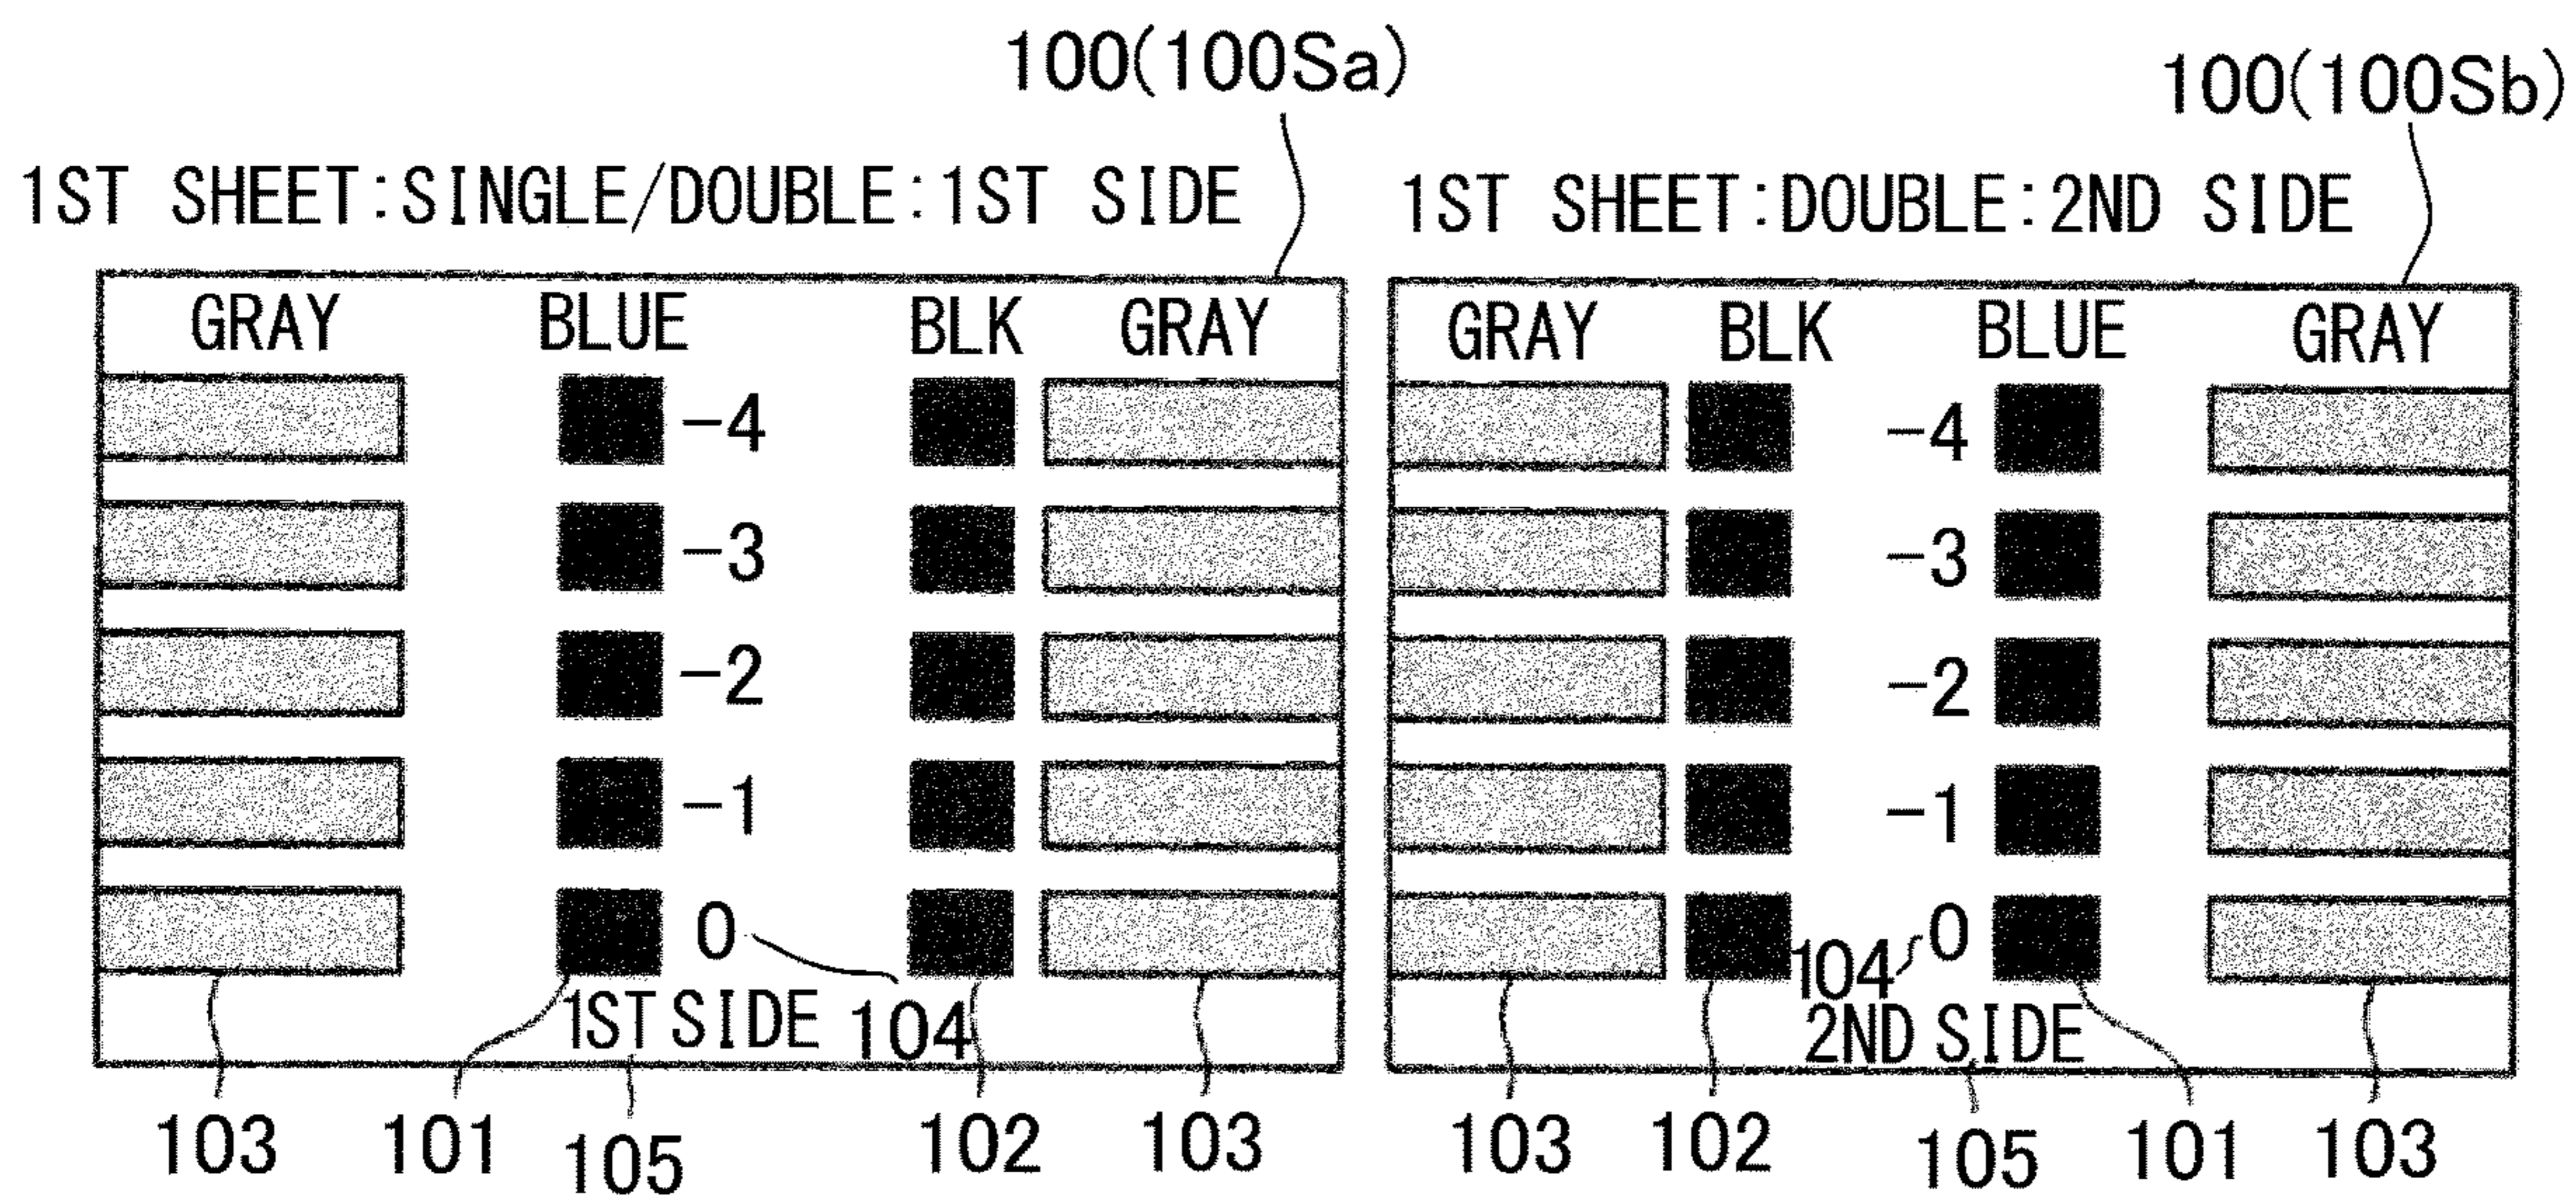 100(100Sa)
100(100Sb)
1ST SHEET:SINGLE/DOUBLE:1ST SIDE
1ST SHEET:DOUBLE:2ND SIDE
GRAY BLUE BLK GRAY
-4
-3
-2
-1
0
104
1ST SIDE
103 101 105 102 103
GRAY BLK BLUE GRAY
-4
-3
-2
-1
0
104
2ND SIDE
103 102 105 101 103